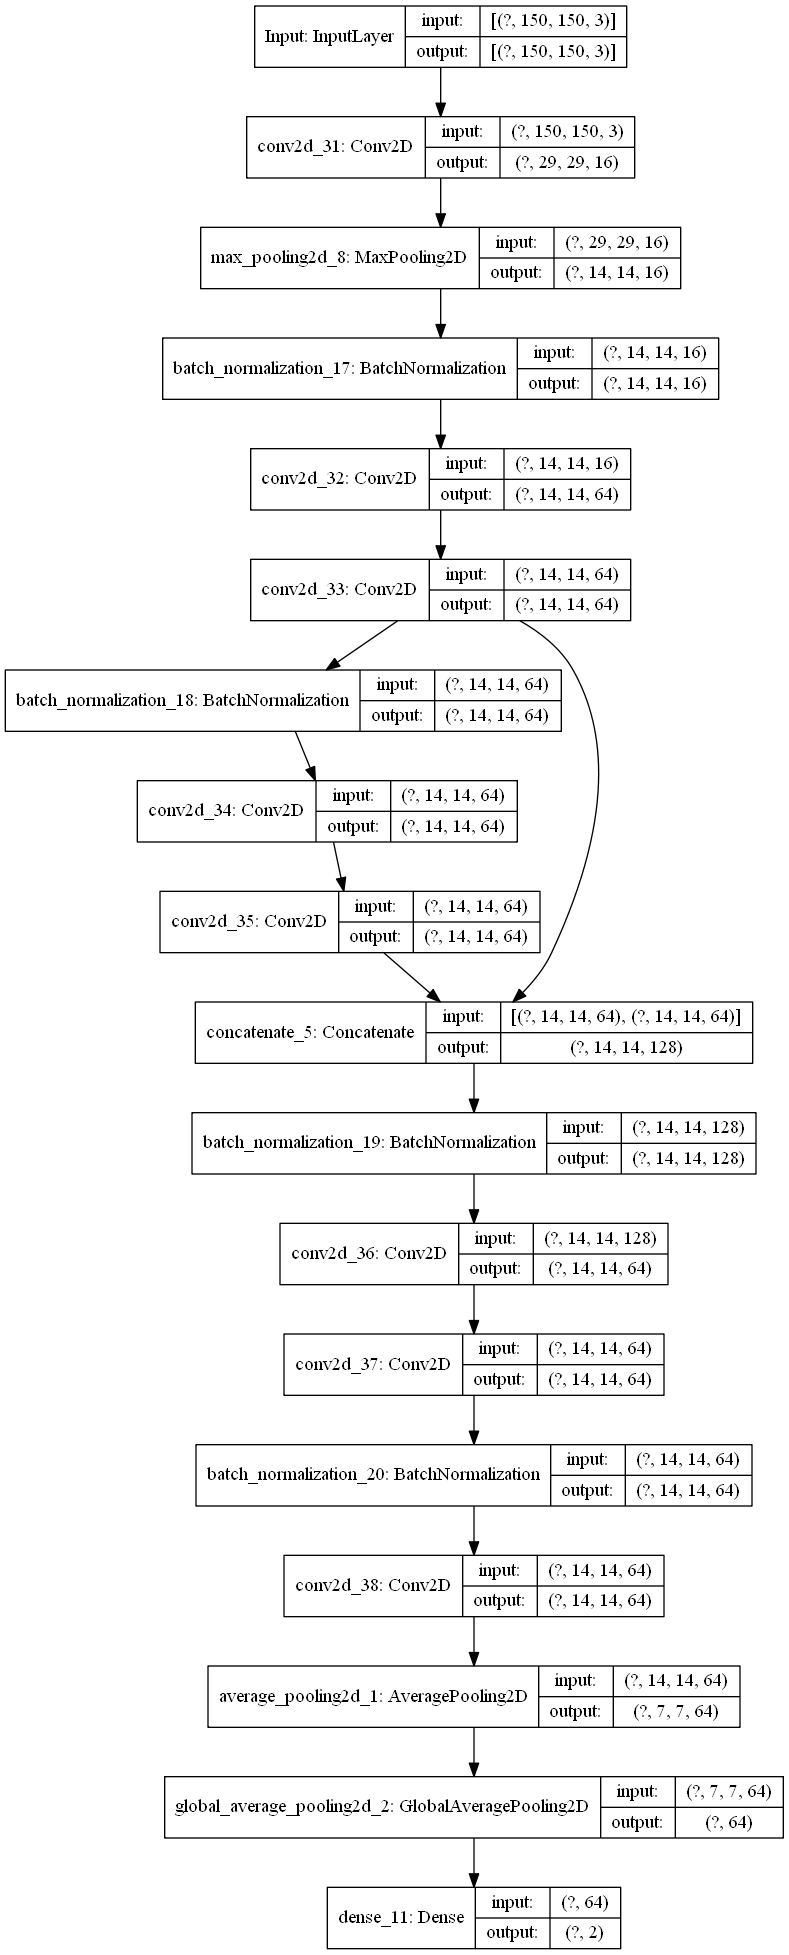 Input: InputLayer
input: [(?, 150, 150, 3)]
output: [(?, 150, 150, 3)]
conv2d_31: Conv2D
input: (?, 150, 150, 3)
output: (?, 29, 29, 16)
max_pooling2d_8: MaxPooling2D
input: (?, 29, 29, 16)
output: (?, 14, 14, 16)
batch_normalization_17: BatchNormalization
input: (?, 14, 14, 16)
output: (?, 14, 14, 16)
conv2d_32: Conv2D
input: (?, 14, 14, 16)
output: (?, 14, 14, 64)
conv2d_33: Conv2D
input: (?, 14, 14, 64)
output: (?, 14, 14, 64)
batch_normalization_18: BatchNormalization
input: (?, 14, 14, 64)
output: (?, 14, 14, 64)
conv2d_34: Conv2D
input: (?, 14, 14, 64)
output: (?, 14, 14, 64)
conv2d_35: Conv2D
input: (?, 14, 14, 64)
output: (?, 14, 14, 64)
concatenate_5: Concatenate
input: [(?, 14, 14, 64), (?, 14, 14, 64)]
output: (?, 14, 14, 128)
batch_normalization_19: BatchNormalization
input: (?, 14, 14, 128)
output: (?, 14, 14, 128)
conv2d_36: Conv2D
input: (?, 14, 14, 128)
output: (?, 14, 14, 64)
conv2d_37: Conv2D
input: (?, 14, 14, 64)
output: (?, 14, 14, 64)
batch_normalization_20: BatchNormalization
input: (?, 14, 14, 64)
output: (?, 14, 14, 64)
conv2d_38: Conv2D
input: (?, 14, 14, 64)
output: (?, 14, 14, 64)
average_pooling2d_1: AveragePooling2D
input: (?, 14, 14, 64)
output: (?, 7, 7, 64)
global_average_pooling2d_2: GlobalAveragePooling2D
input: (?, 7, 7, 64)
output: (?, 64)
dense_11: Dense
input: (?, 64)
output: (?, 2)